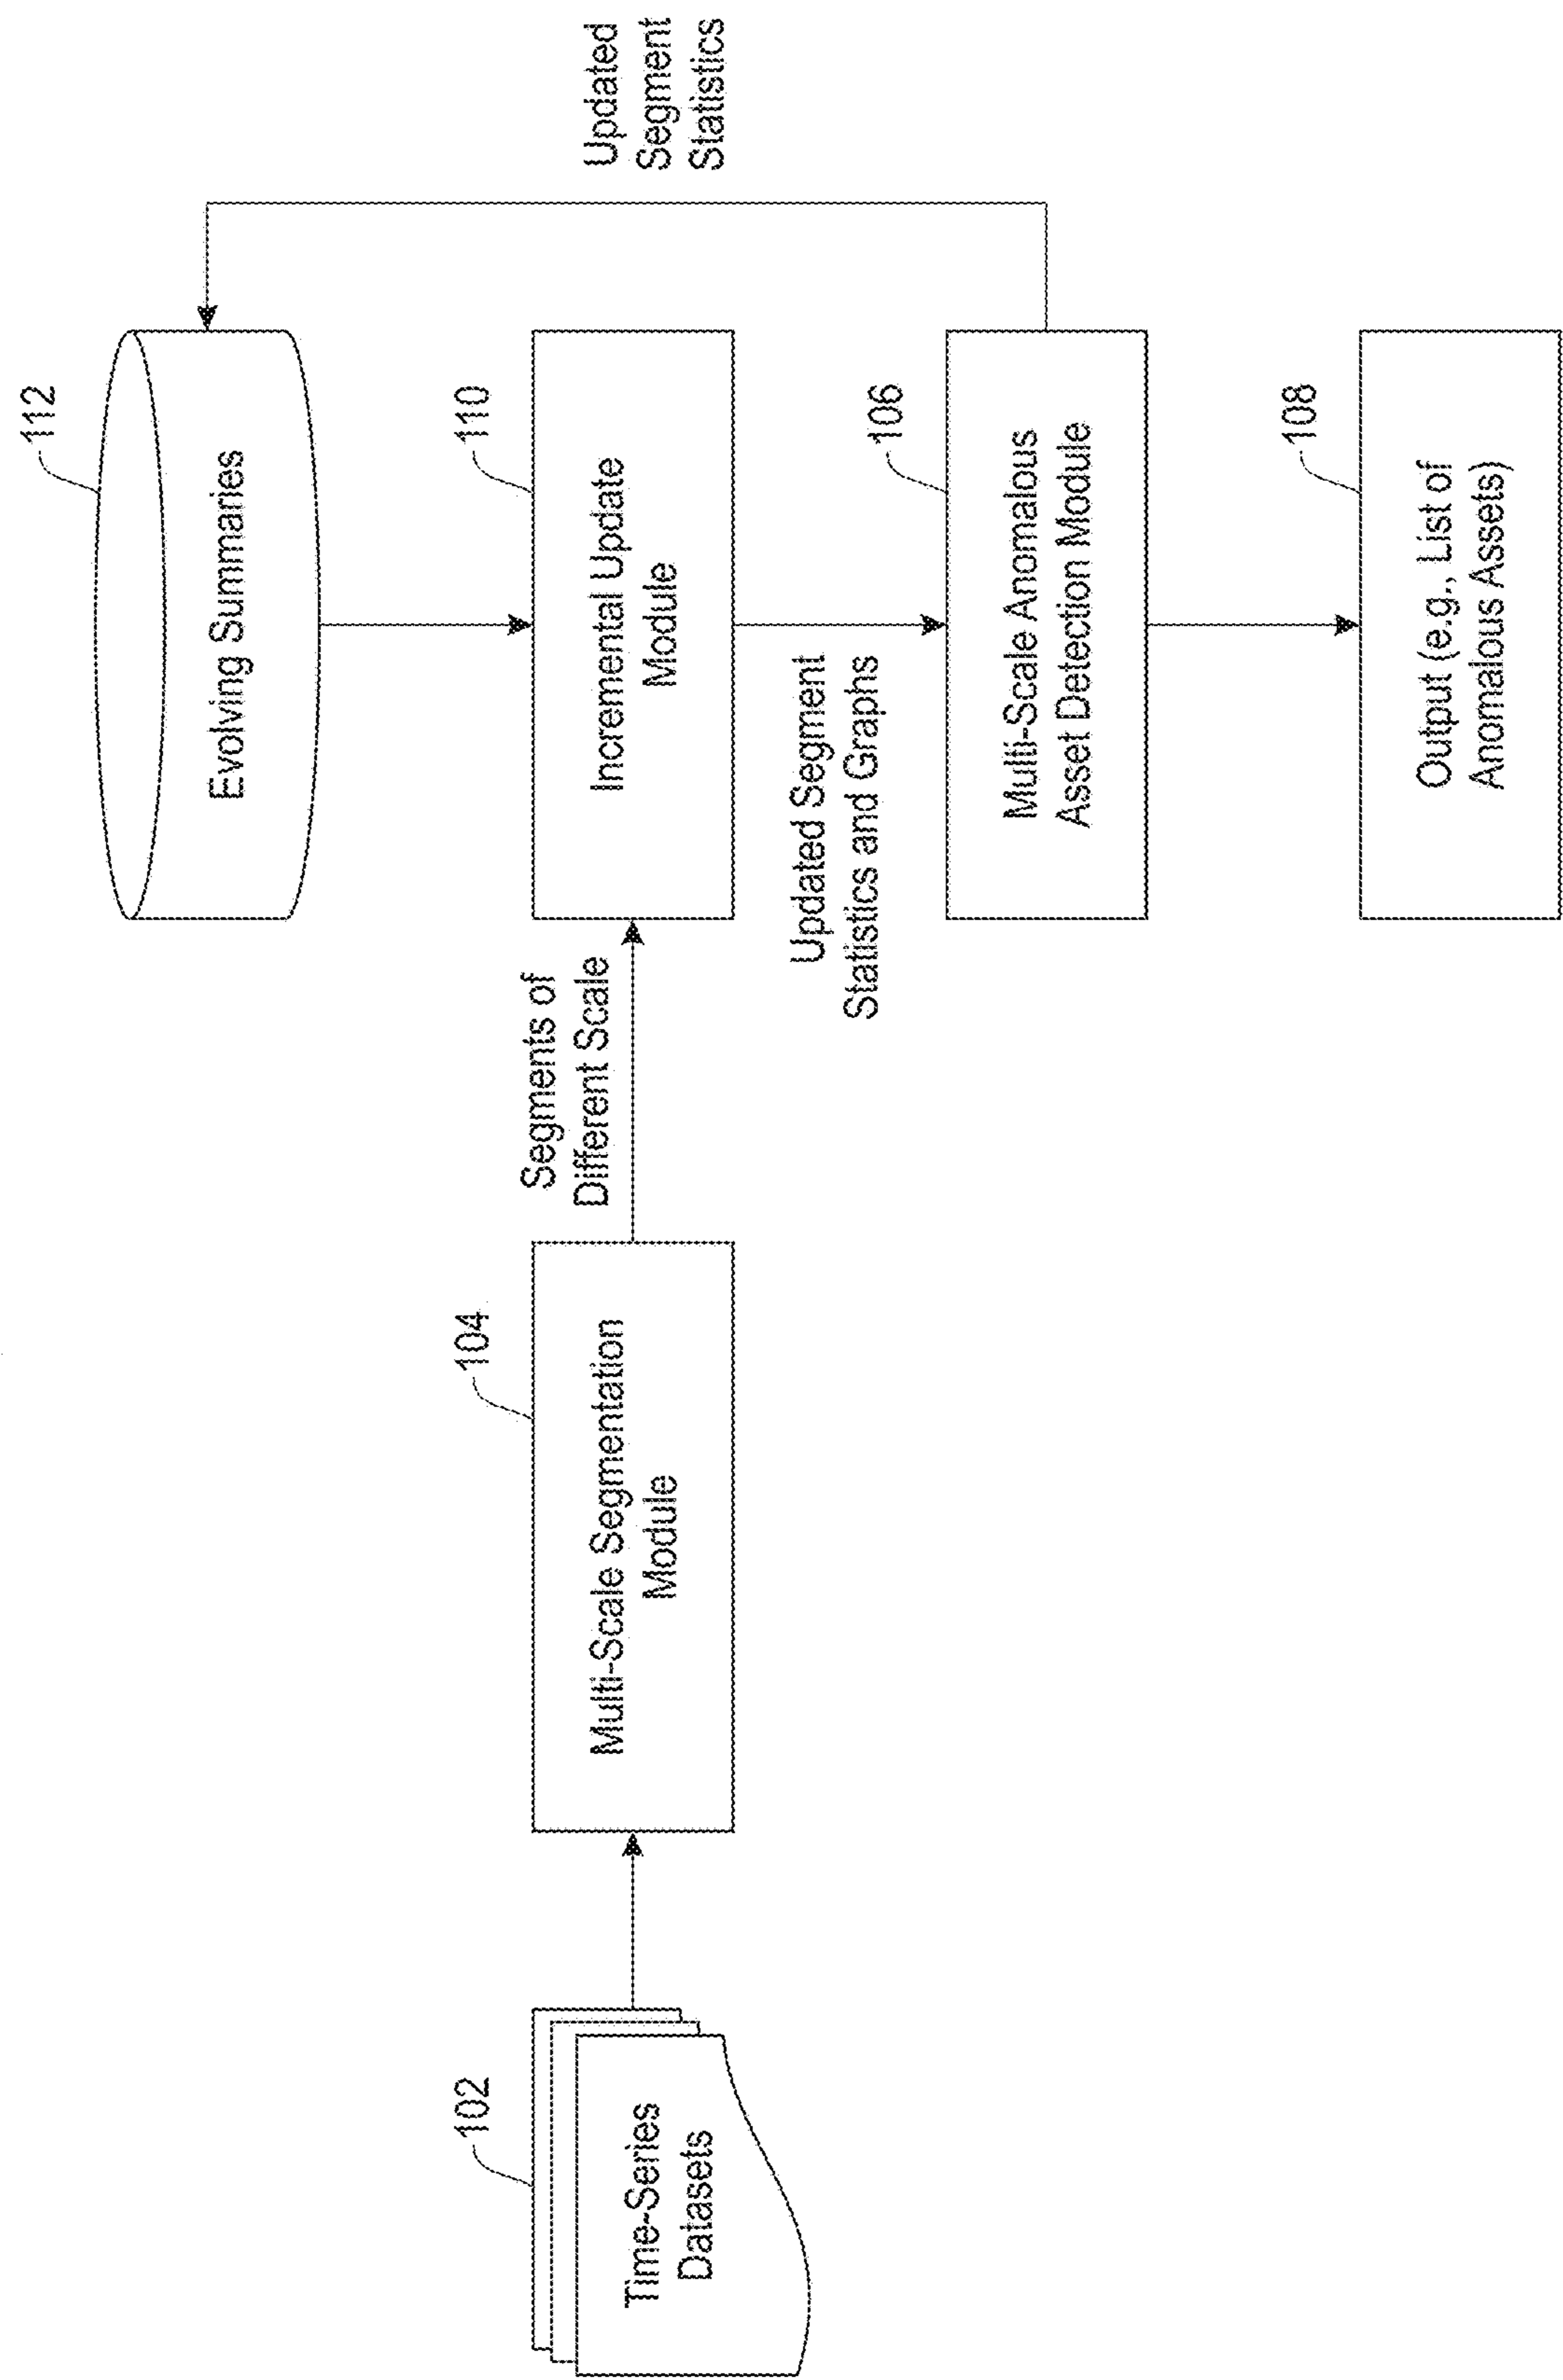 112
Evolving Summaries
102
Time-Series
Datasets
104
Multi-Scale Segmentation
Module
Segments of
Different Scale
110
Incremental Update
Module
Updated Segment
Statistics and Graphs
Updated
Segment
Statistics
106
Multi-Scale Anomalous
Asset Detection Module
108
Output (e.g., List of
Anomalous Assets)